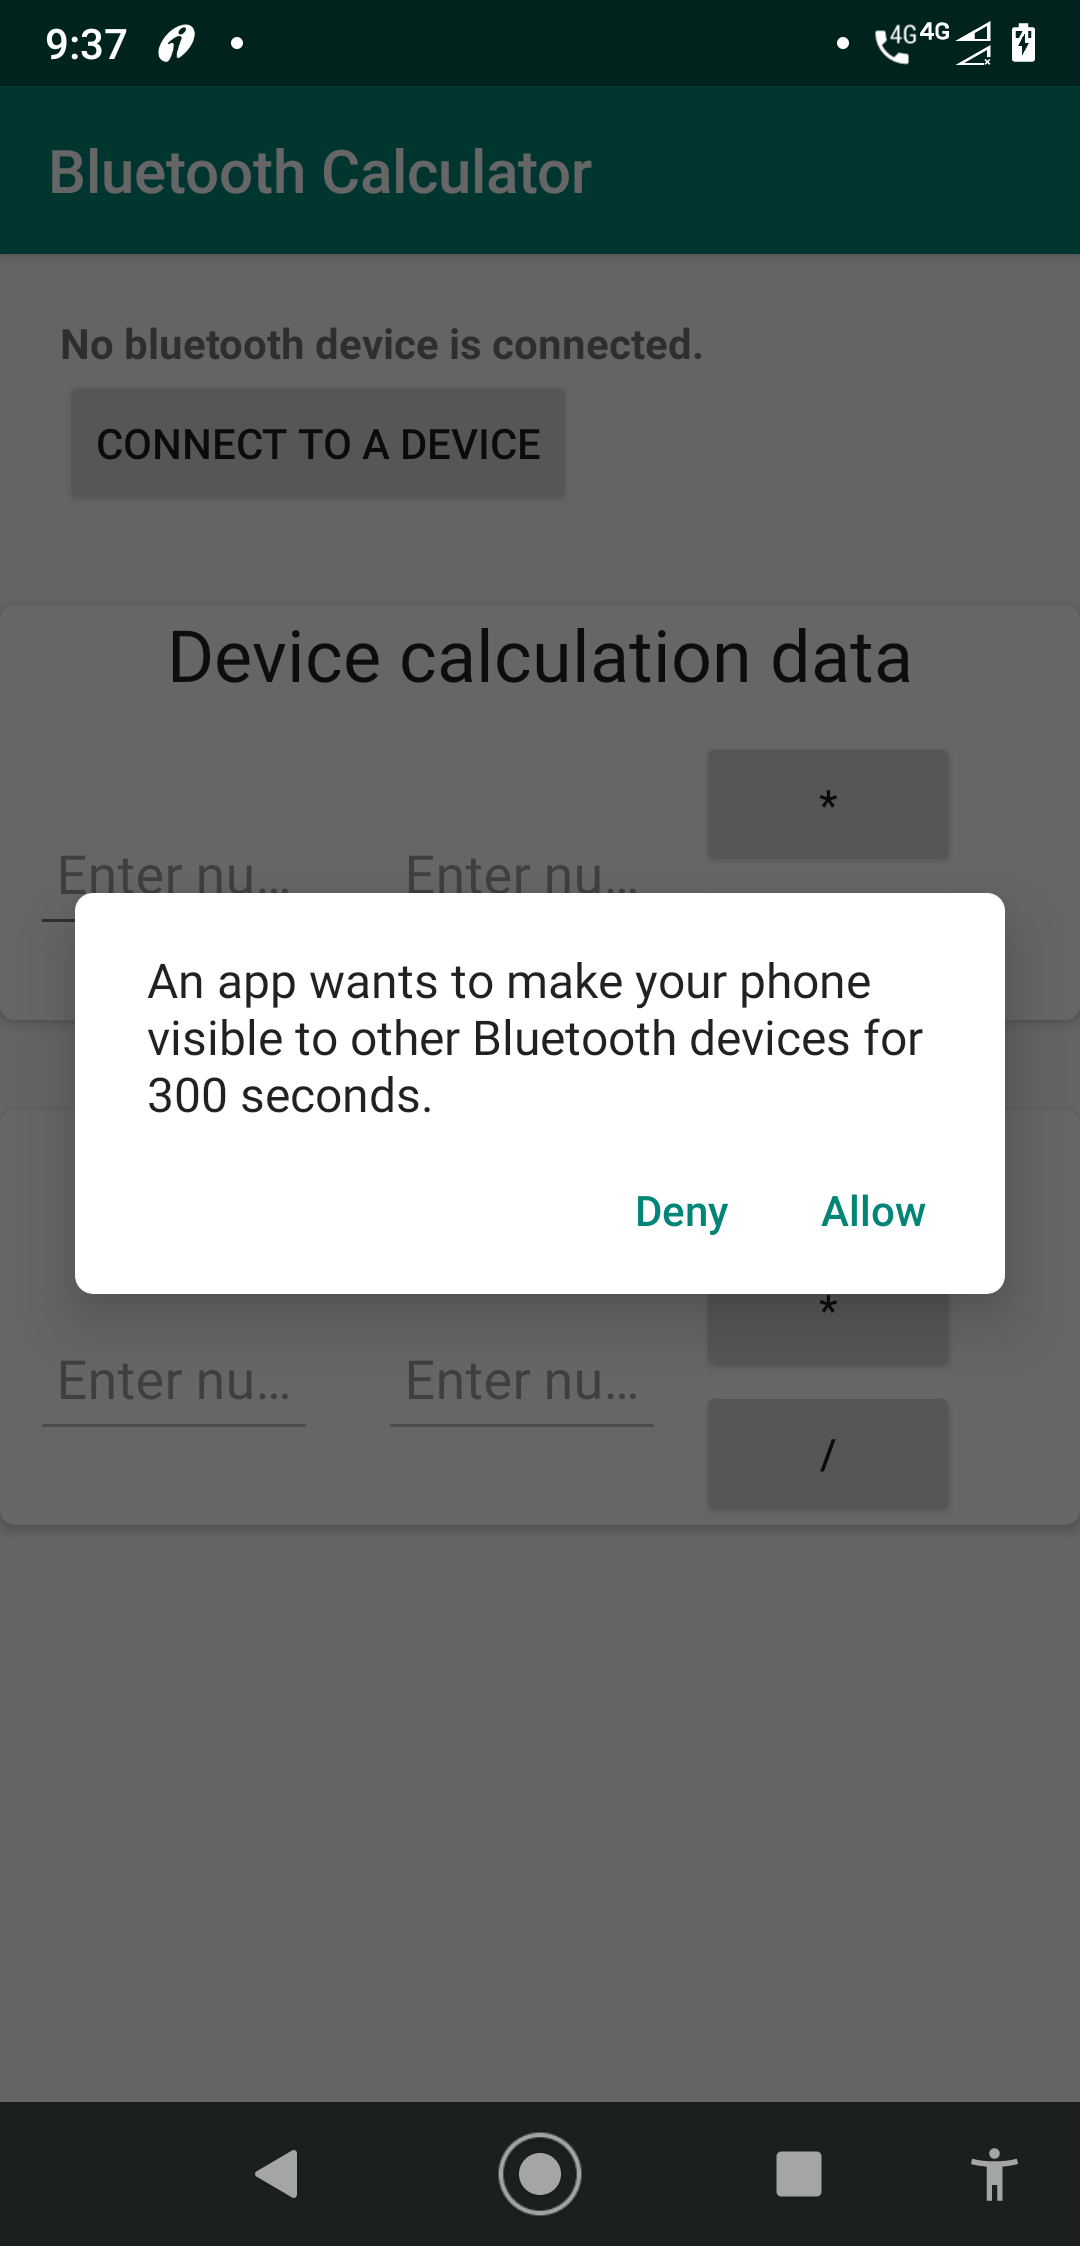 9:37
4G 4G
Bluetooth Calculator
No bluetooth device is connected.
CONNECT TO A DEVICE
Device calculation data
*
Enter nu… Enter nu…
An app wants to make your phone
visible to other Bluetooth devices for
300 seconds.
Deny Allow
*
Enter nu… Enter nu…
/